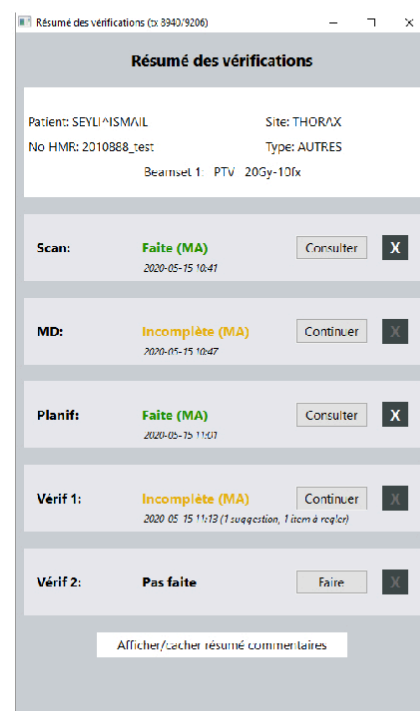 Résumé des vérifications (tx 8940/9206)
Résumé des vérifications
Patient: SEYLI^ISMAIL Site: THORAX
No HMR: 2010888_test Type: AUTRES
Beamset 1: PTV 20Gy-10fx
Scan: Faite (MA) Consulter X
2020-05-15 10:41
MD: Incomplète (MA) Continuer X
2020-05-15 10:47
Planif: Faite (MA) Consulter X
2020-05-15 11:01
Vérif 1: Incomplète (MA) Continuer X
2020-05-15 11:13 (1 suggestion, 1 item à regler)
Vérif 2: Pas faite Faire X
Afficher/cacher résumé commentaires